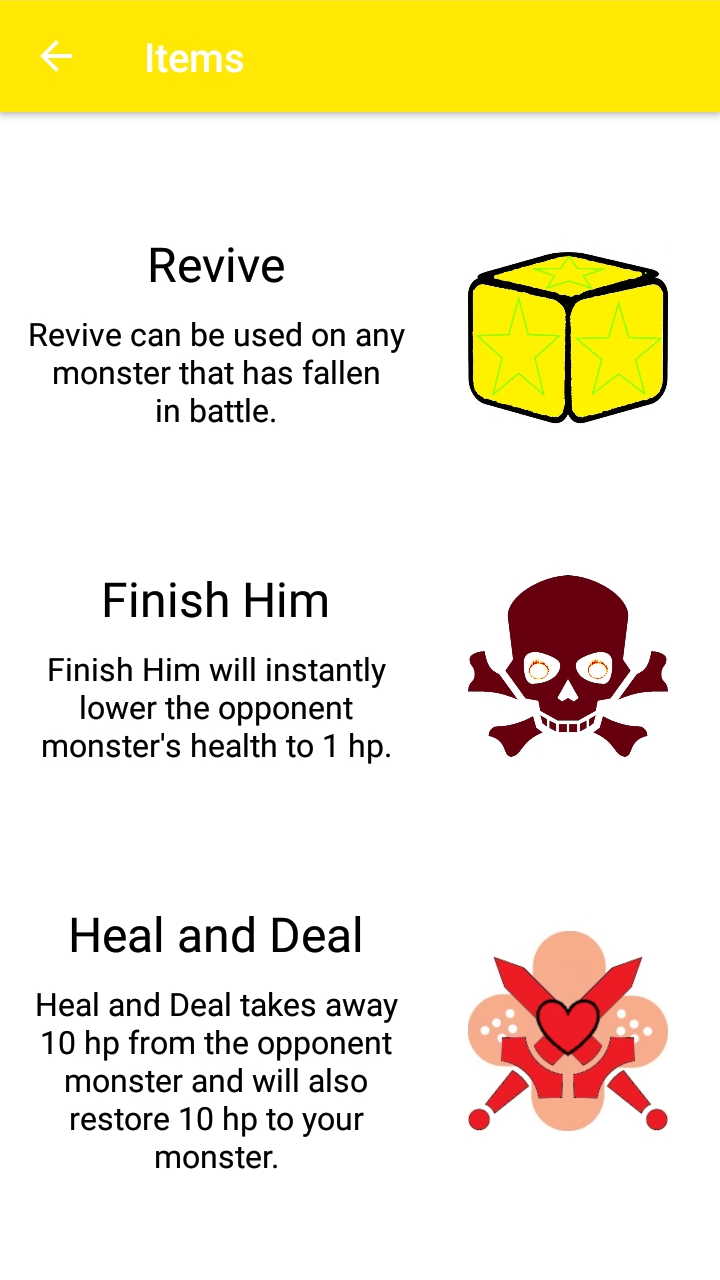 Items
Revive
Revive can be used on any
monster that has fallen
in battle.
Finish Him
Finish Him will instantly
lower the opponent
monster's health to 1 hp.
Heal and Deal
Heal and Deal takes away
10 hp from the opponent
monster and will also
restore 10 hp to your
monster.